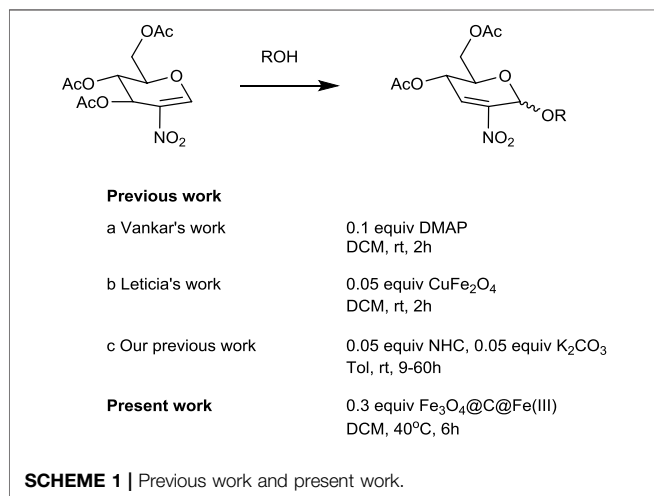 OAc
O
AcO
AcO
NO₂
ROH
OAc
O
AcO
OR
NO₂
Previous work
a Vankar's work
0.1 equiv DMAP
DCM, rt, 2h
b Leticia's work
0.05 equiv CuFe₂O₄
DCM, rt, 2h
c Our previous work
0.05 equiv NHC, 0.05 equiv K₂CO₃
Tol, rt, 9-60h
Present work
0.3 equiv Fe₃O₄@C@Fe(III)
DCM, 40°C, 6h
SCHEME 1 | Previous work and present work.